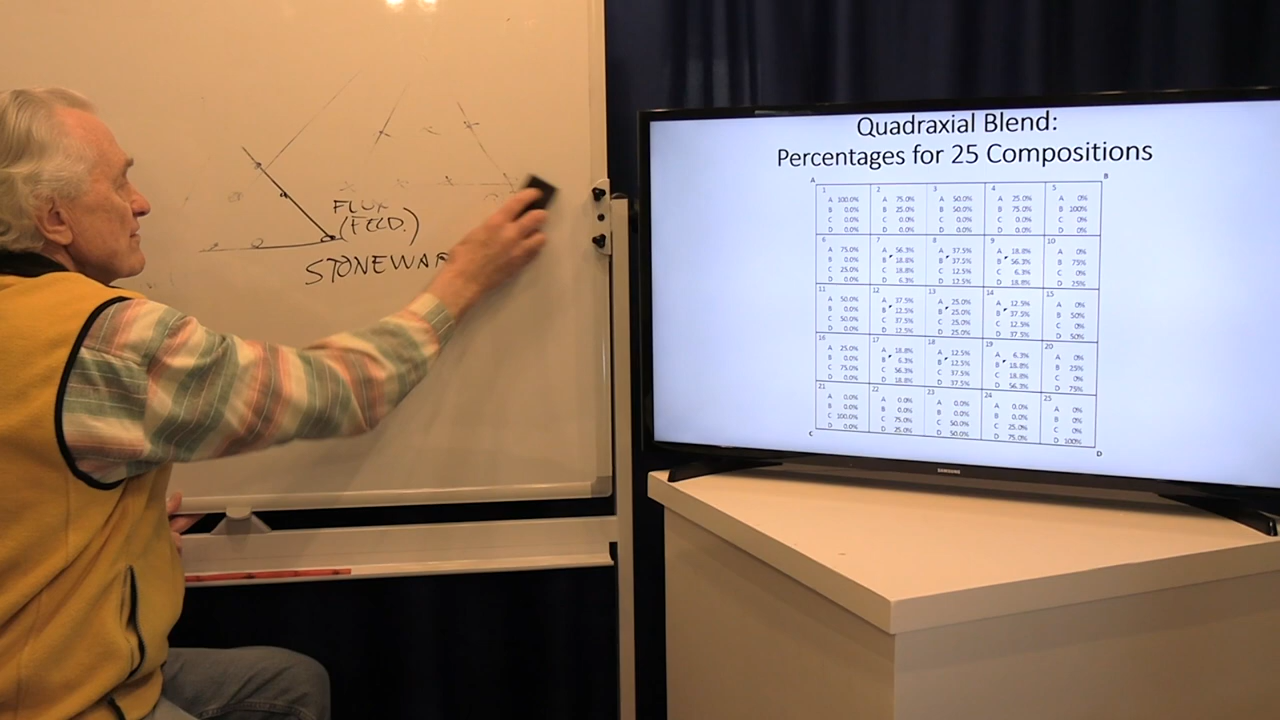 FLUX
(FELD.)
STONEWAR
Quadraxial Blend:
Percentages for 25 Compositions
A
B
1
A 100.0%
B 0.0%
C 0.0%
D 0.0%
2
A 75.0%
B 25.0%
C 0.0%
D 0.0%
3
A 50.0%
B 50.0%
C 0.0%
D 0.0%
4
A 25.0%
B 75.0%
C 0.0%
D 0.0%
5
A 0%
B 100%
C 0%
D 0%
6
A 75.0%
B 0.0%
C 25.0%
D 0.0%
7
A 56.3%
B 18.8%
C 18.8%
D 6.3%
8
A 37.5%
B 37.5%
C 12.5%
D 12.5%
9
A 18.8%
B 56.3%
C 6.3%
D 18.8%
10
A 0%
B 75%
C 0%
D 25%
11
A 50.0%
B 0.0%
C 50.0%
D 0.0%
12
A 37.5%
B 12.5%
C 37.5%
D 12.5%
13
A 25.0%
B 25.0%
C 25.0%
D 25.0%
14
A 12.5%
B 37.5%
C 12.5%
D 37.5%
15
A 0%
B 50%
C 0%
D 50%
16
A 25.0%
B 0.0%
C 75.0%
D 0.0%
17
A 18.8%
B 6.3%
C 56.3%
D 18.8%
18
A 12.5%
B 12.5%
C 37.5%
D 37.5%
19
A 6.3%
B 18.8%
C 18.8%
D 56.3%
20
A 0%
B 25%
C 0%
D 75%
21
A 0.0%
B 0.0%
C 100.0%
D 0.0%
22
A 0.0%
B 0.0%
C 75.0%
D 25.0%
23
A 0.0%
B 0.0%
C 50.0%
D 50.0%
24
A 0.0%
B 0.0%
C 25.0%
D 75.0%
25
A 0%
B 0%
C 0%
D 100%
C
D
SAMSUNG